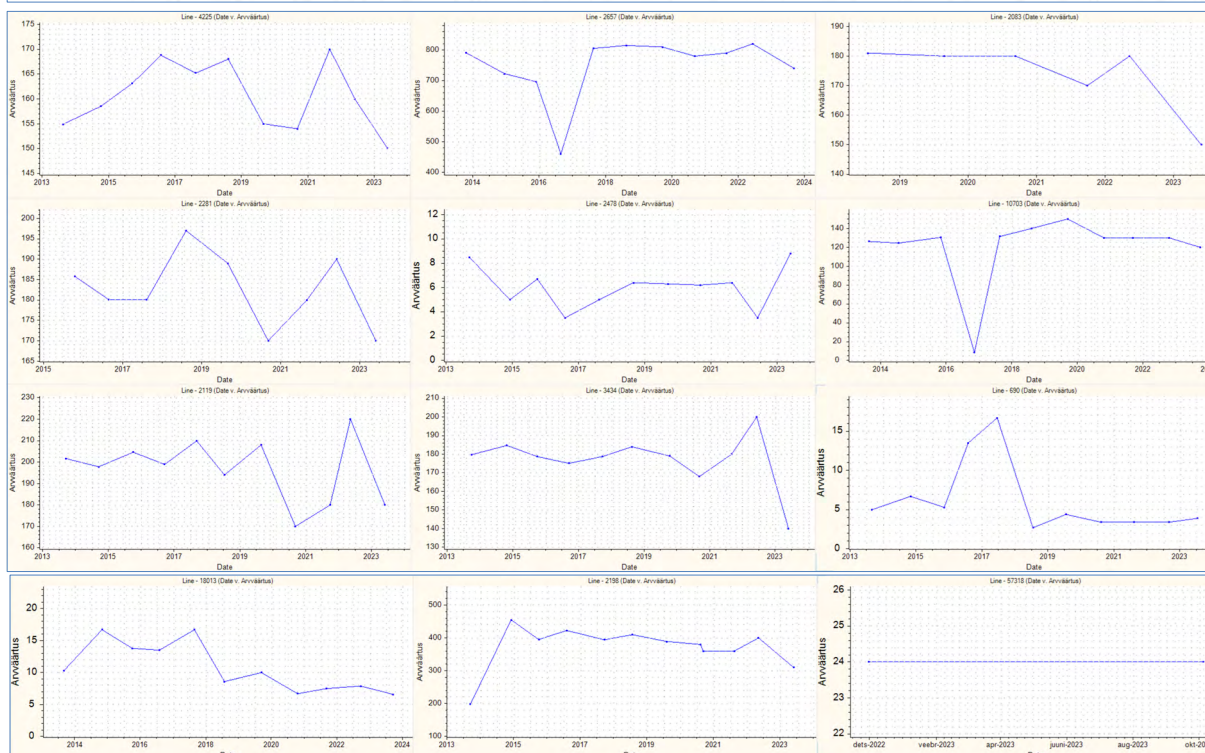 Line - 4225 (Date v. Arvväärtus)
Arvväärtus
175
170
165
160
155
150
145
2013 2015 2017 2019 2021 2023
Date
Line - 2657 (Date v. Arvväärtus)
Arvväärtus
800
700
600
500
400
2014 2016 2018 2020 2022 2024
Date
Line - 2083 (Date v. Arvväärtus)
Arvväärtus
190
180
170
160
150
140
2019 2020 2021 2022 2023
Date
Line - 2281 (Date v. Arvväärtus)
Arvväärtus
200
195
190
185
180
175
170
165
2015 2017 2019 2021 2023
Date
Line - 2478 (Date v. Arvväärtus)
Arvväärtus
12
10
8
6
4
2
0
2013 2015 2017 2019 2021 2023
Date
Line - 10703 (Date v. Arvväärtus)
Arvväärtus
140
120
100
80
60
40
20
0
2014 2016 2018 2020 2022
Date
Line - 2119 (Date v. Arvväärtus)
Arvväärtus
230
220
210
200
190
180
170
160
2013 2015 2017 2019 2021 2023
Date
Line - 3434 (Date v. Arvväärtus)
Arvväärtus
210
200
190
180
170
160
150
140
130
2013 2015 2017 2019 2021 2023
Date
Line - 690 (Date v. Arvväärtus)
Arvväärtus
15
10
5
0
2013 2015 2017 2019 2021 2023
Date
Line - 18013 (Date v. Arvväärtus)
Arvväärtus
20
15
10
5
0
2014 2016 2018 2020 2022 2024
Line - 2198 (Date v. Arvväärtus)
Arvväärtus
500
400
300
200
100
2013 2015 2017 2019 2021 2023
Line - 57318 (Date v. Arvväärtus)
Arvväärtus
26
25
24
23
22
dets-2022 veebr-2023 apr-2023 juuni-2023 aug-2023